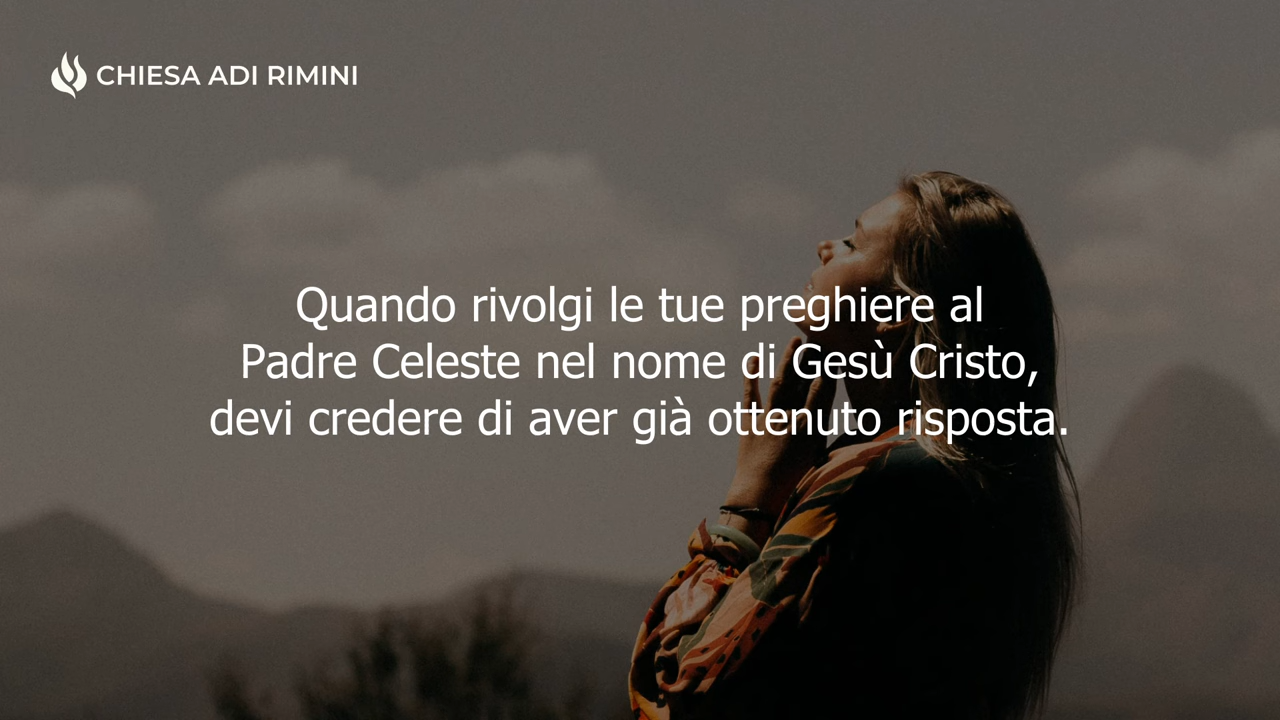 CHIESA ADI RIMINI
Quando rivolgi le tue preghiere al
Padre Celeste nel nome di Gesù Cristo,
devi credere di aver già ottenuto risposta.